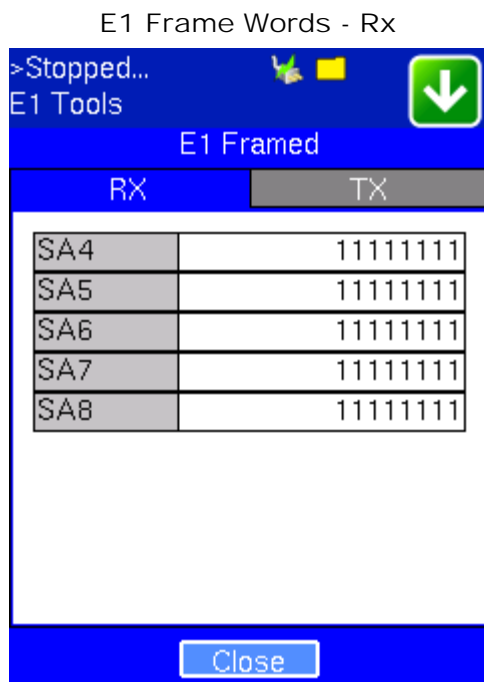 E1 Frame Words - Rx
>Stopped...
E1 Tools
E1 Framed
RX TX
SA4 11111111
SA5 11111111
SA6 11111111
SA7 11111111
SA8 11111111
Close